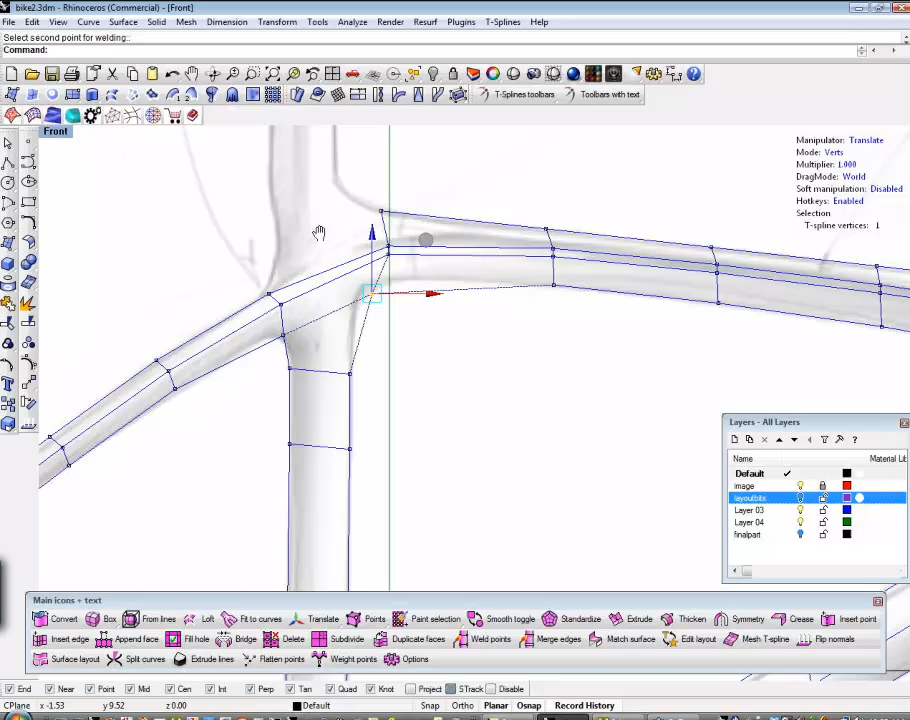 bike2.3dm - Rhinoceros (Commercial) - [Front]
File Edit View Curve Surface Solid Mesh Dimension Transform Tools Analyze Render Resurf Plugins T-Splines Help
Select second point for welding::
Command:
T-Splines toolbars Toolbars with text
Front
Manipulator: Translate
Mode: Verts
Multiplier: 1.000
DragMode: World
Soft manipulation: Disabled
Hotkeys: Enabled
Selection
T-spline vertices: 1
Layers - All Layers
Name Material Lib
Default
image
layoutbits
Layer 03
Layer 04
finalpart
Main icons + text
Convert Box From lines Loft Fit to curves Translate Points Paint selection Smooth toggle Standardize Extrude Thicken Symmetry Crease Insert point
Insert edge Append face Fill hole Bridge Delete Subdivide Duplicate faces Weld points Merge edges Match surface Edit layout Mesh T-spline Flip normals
Surface layout Split curves Extrude lines Flatten points Weight points Options
End Near Point Mid Cen Int Perp Tan Quad Knot Project STrack Disable
CPlane x -1.53 y 9.52 z 0.00 Default Snap Ortho Planar Osnap Record History